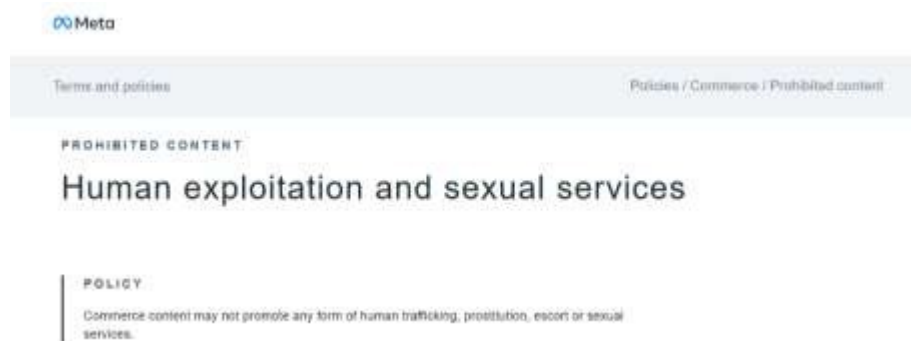 Meta
Terms and policies
Policies / Commerce / Prohibited content
PROHIBITED CONTENT
Human exploitation and sexual services
POLICY
Commerce content may not promote any form of human trafficking, prostitution, escort or sexual
services.